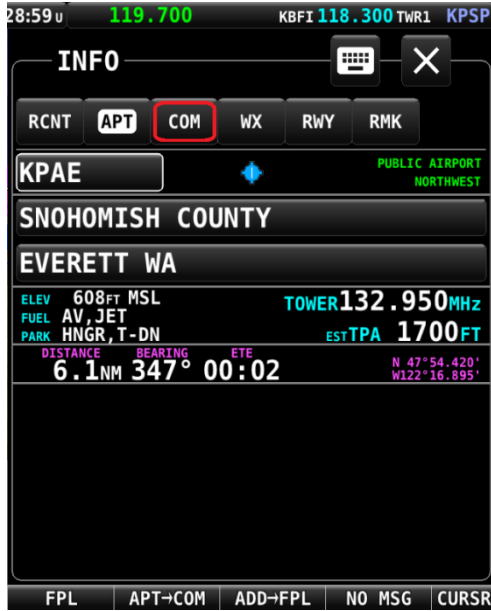 28:59U 119.700 KBFI 118.300 TWR1 KPSP
INFO
RCNT APT COM WX RWY RMK
KPAE
PUBLIC AIRPORT
NORTHWEST
SNOHOMISH COUNTY
EVERETT WA
ELEV 608FT MSL
FUEL AV,JET
PARK HNGR,T-DN
TOWER 132.950MHz
EST TPA 1700FT
DISTANCE BEARING ETE
6.1NM 347° 00:02
N 47°54.420'
W122°16.895'
FPL APT→COM ADD→FPL NO MSG CURSR